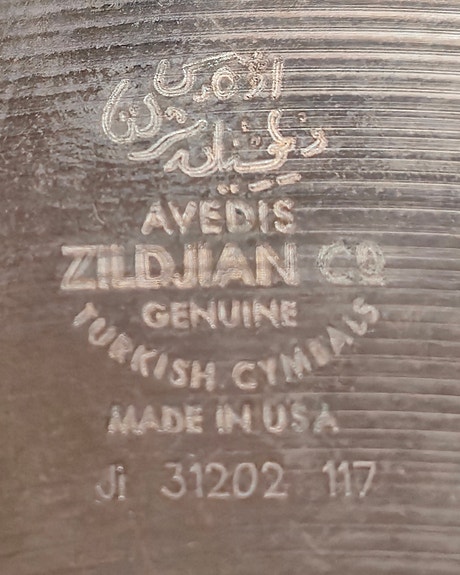 AVEDIS
ZILDJIAN CO
GENUINE
TURKISH CYMBALS
MADE IN USA
Ji 31202 117